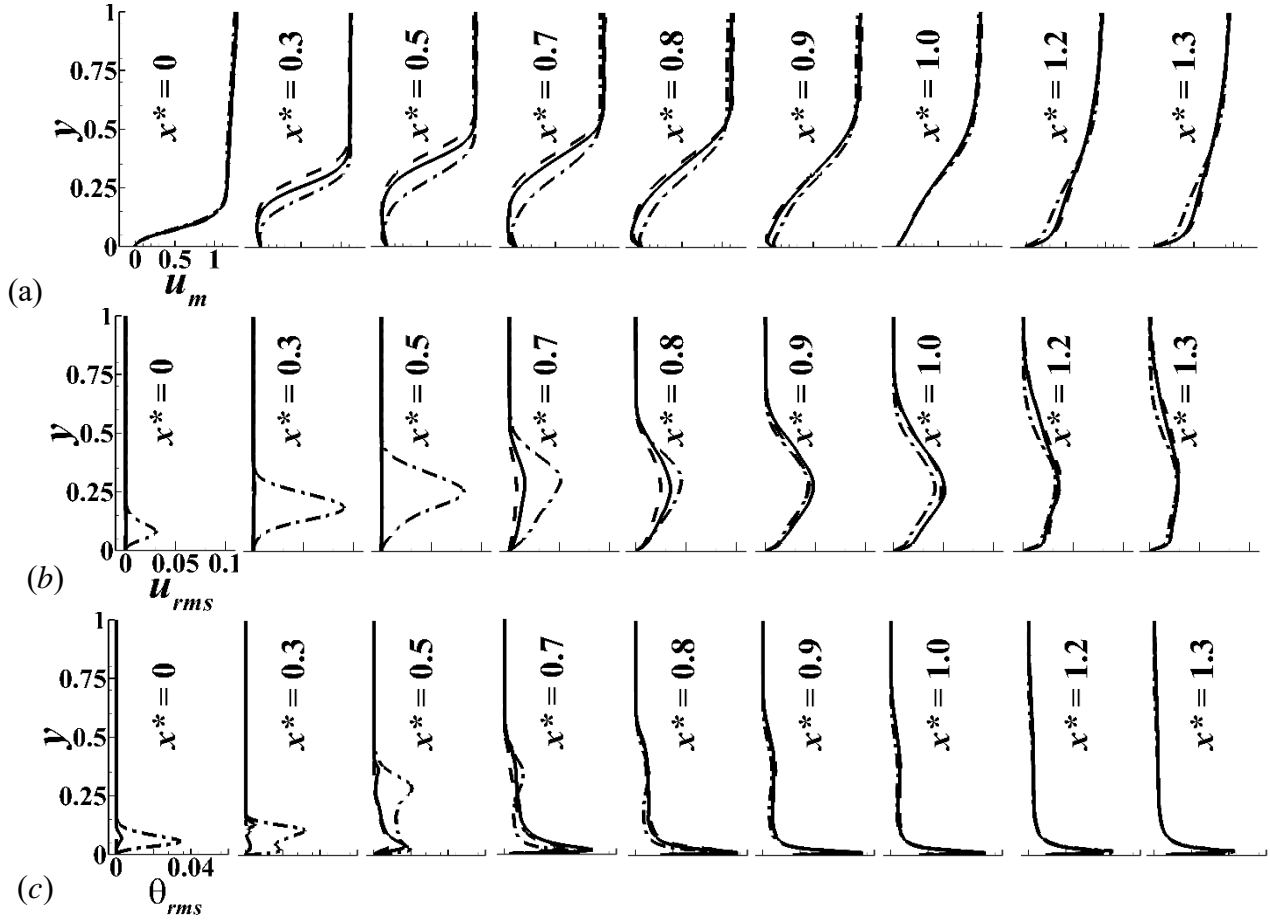 1
0.75
y
0.5
0.25
0
0 0.5 1
u_m
x* = 0
x* = 0.3
x* = 0.5
x* = 0.7
x* = 0.8
x* = 0.9
x* = 1.0
x* = 1.2
x* = 1.3
(a)
1
0.75
y
0.5
0.25
0
0 0.05 0.1
u_rms
x* = 0
x* = 0.3
x* = 0.5
x* = 0.7
x* = 0.8
x* = 0.9
x* = 1.0
x* = 1.2
x* = 1.3
(b)
1
0.75
y
0.5
0.25
0
0 0.04
θ_rms
x* = 0
x* = 0.3
x* = 0.5
x* = 0.7
x* = 0.8
x* = 0.9
x* = 1.0
x* = 1.2
x* = 1.3
(c)